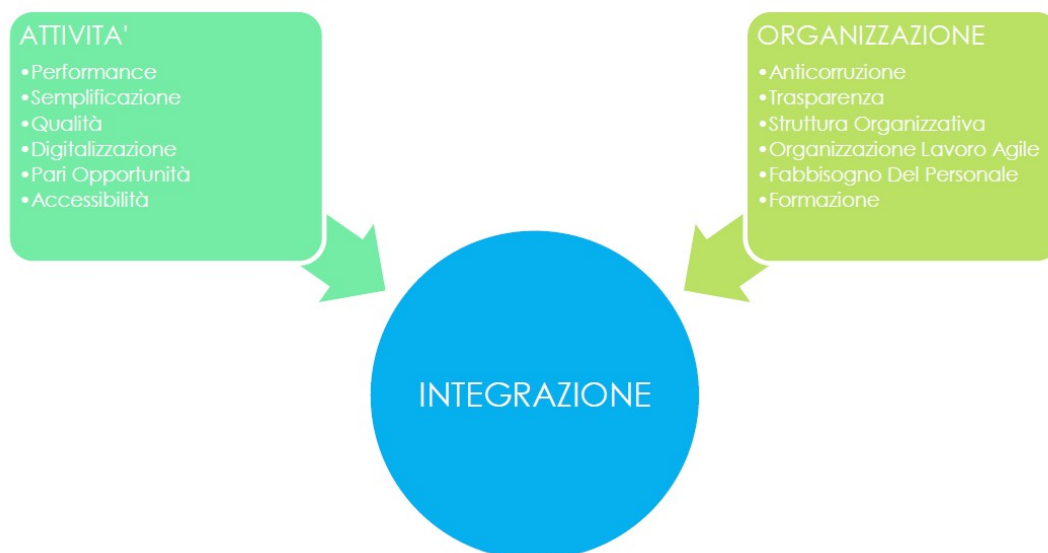 ATTIVITA'
•Performance
•Semplificazione
•Qualità
•Digitalizzazione
•Pari Opportunità
•Accessibilità
ORGANIZZAZIONE
•Anticorruzione
•Trasparenza
•Struttura Organizzativa
•Organizzazione Lavoro Agile
•Fabbisogno Del Personale
•Formazione
INTEGRAZIONE